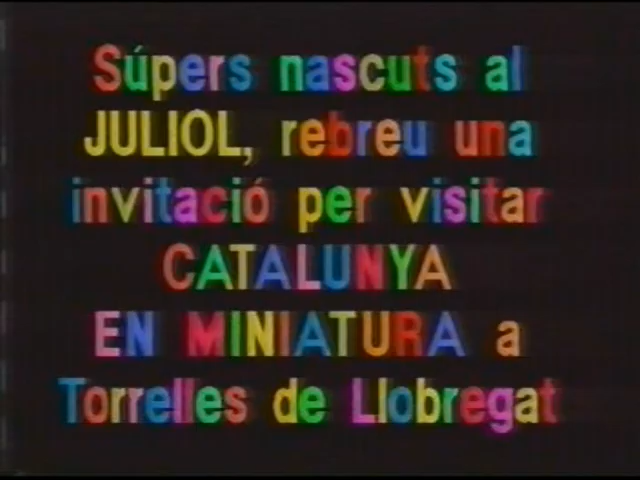 Súpers nascuts al
JULIOL, rebreu una
invitació per visitar
CATALUNYA
EN MINIATURA a
Torrelles de Llobregat